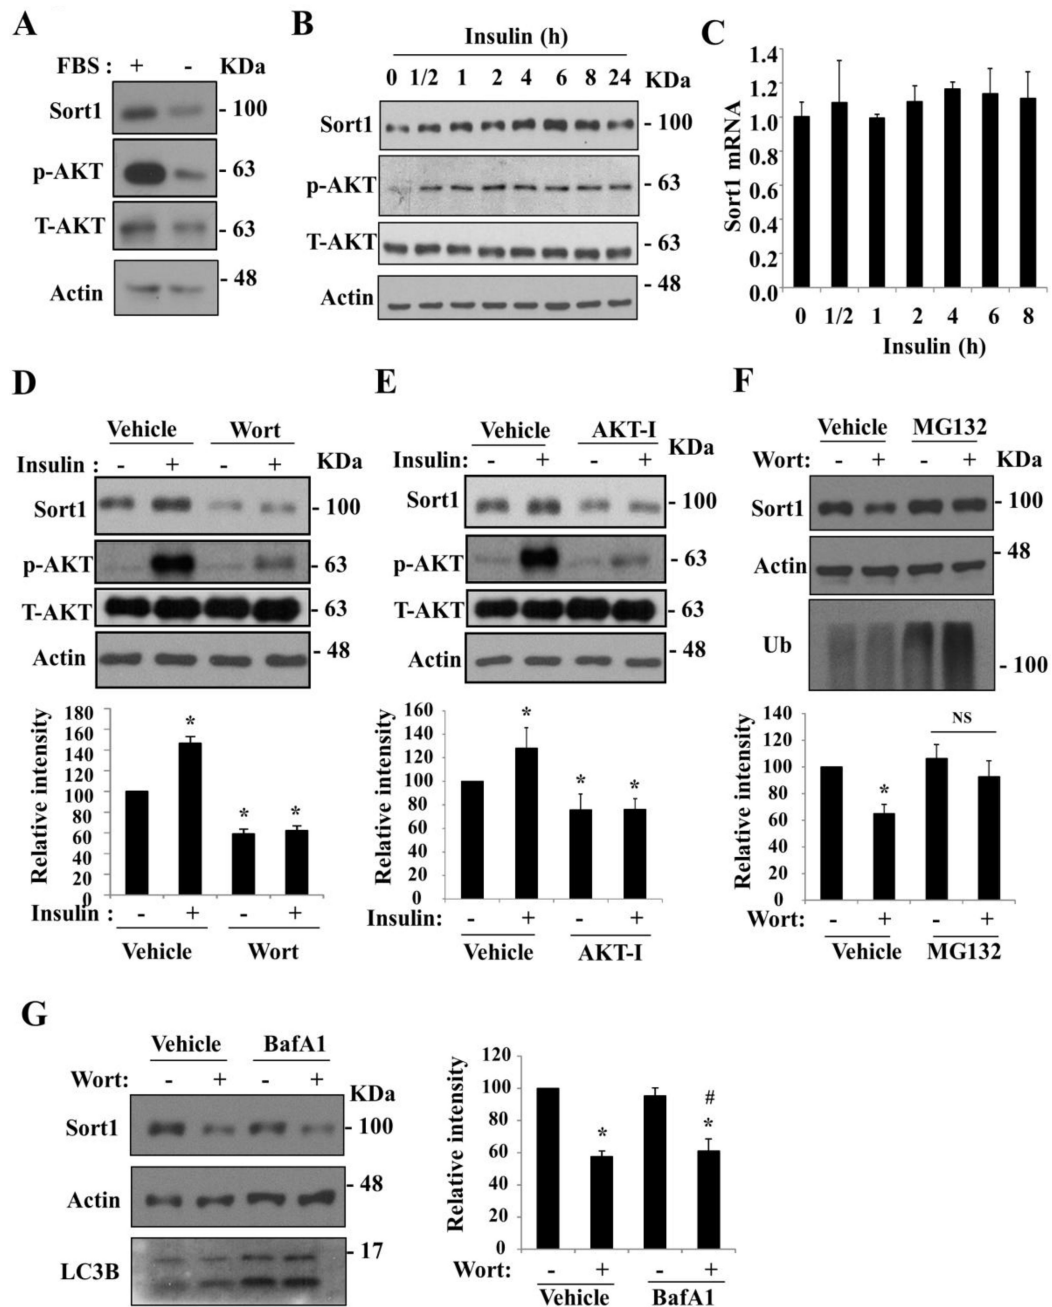 A
FBS : + - KDa
Sort1 - 100
p-AKT - 63
T-AKT - 63
Actin - 48
B
Insulin (h)
0 1/2 1 2 4 6 8 24 KDa
Sort1 - 100
p-AKT - 63
T-AKT - 63
Actin - 48
C
Sort1 mRNA
1.4
1.2
1.0
0.8
0.6
0.4
0.2
0.0
0 1/2 1 2 4 6 8
Insulin (h)
D
Vehicle Wort
Insulin : - + - + KDa
Sort1 - 100
p-AKT - 63
T-AKT - 63
Actin - 48
Relative intensity
180
160
140
120
100
80
60
40
20
0
* * *
Insulin : - + - +
Vehicle Wort
E
Vehicle AKT-I
Insulin: - + - + KDa
Sort1 - 100
p-AKT - 63
T-AKT - 63
Actin - 48
Relative intensity
160
140
120
100
80
60
40
20
0
* * *
Insulin: - + - +
Vehicle AKT-I
F
Vehicle MG132
Wort: - + - + KDa
Sort1 - 100
Actin - 48
Ub - 100
Relative intensity
140
120
100
80
60
40
20
0
* NS
Wort: - + - +
Vehicle MG132
G
Vehicle BafA1
Wort: - + - + KDa
Sort1 - 100
Actin - 48
LC3B - 17
Relative intensity
120
100
80
60
40
20
0
#
* *
Wort: - + - +
Vehicle BafA1